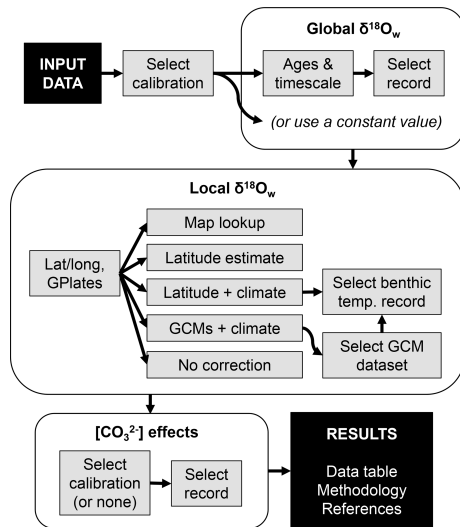 Global δ¹⁸Ow
INPUT
DATA
Select
calibration
Ages &
timescale
Select
record
(or use a constant value)
Local δ¹⁸Ow
Lat/long,
GPlates
Map lookup
Latitude estimate
Latitude + climate
GCMs + climate
No correction
Select benthic
temp. record
Select GCM
dataset
[CO₃²⁻] effects
Select
calibration
(or none)
Select
record
RESULTS
Data table
Methodology
References